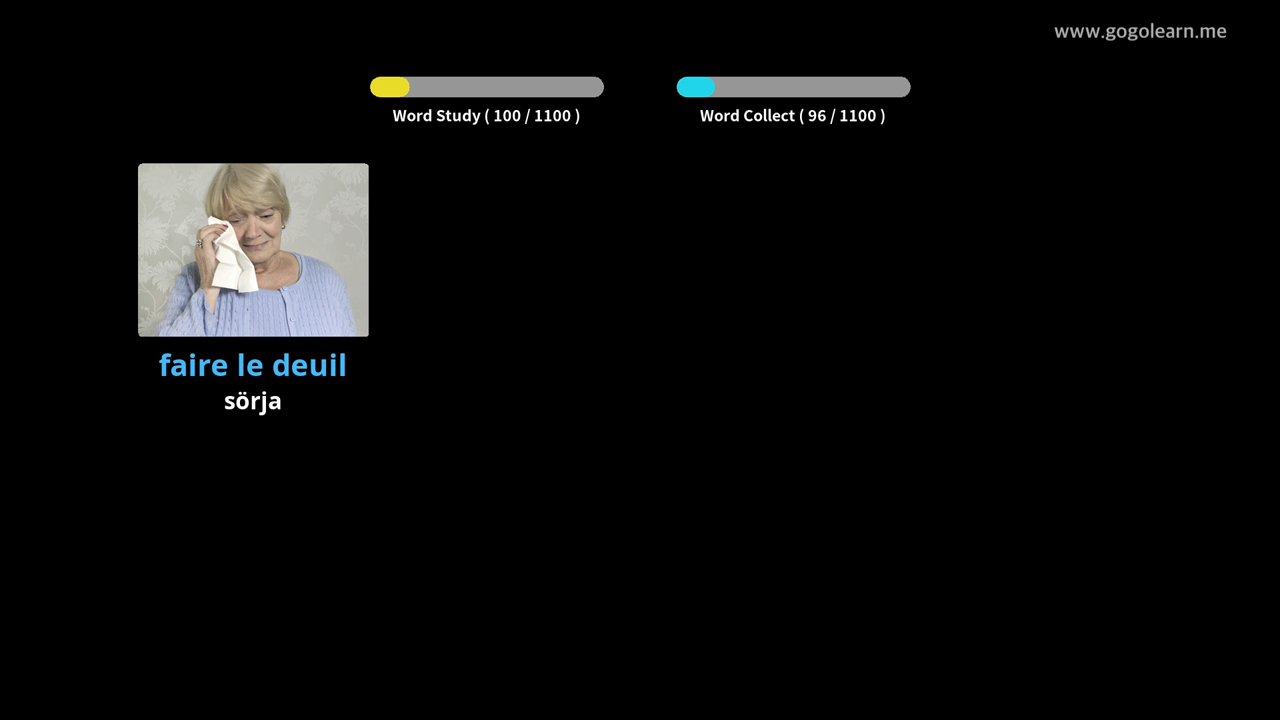 www.gogolearn.me
Word Study ( 100 / 1100 )
Word Collect ( 96 / 1100 )
faire le deuil
sörja